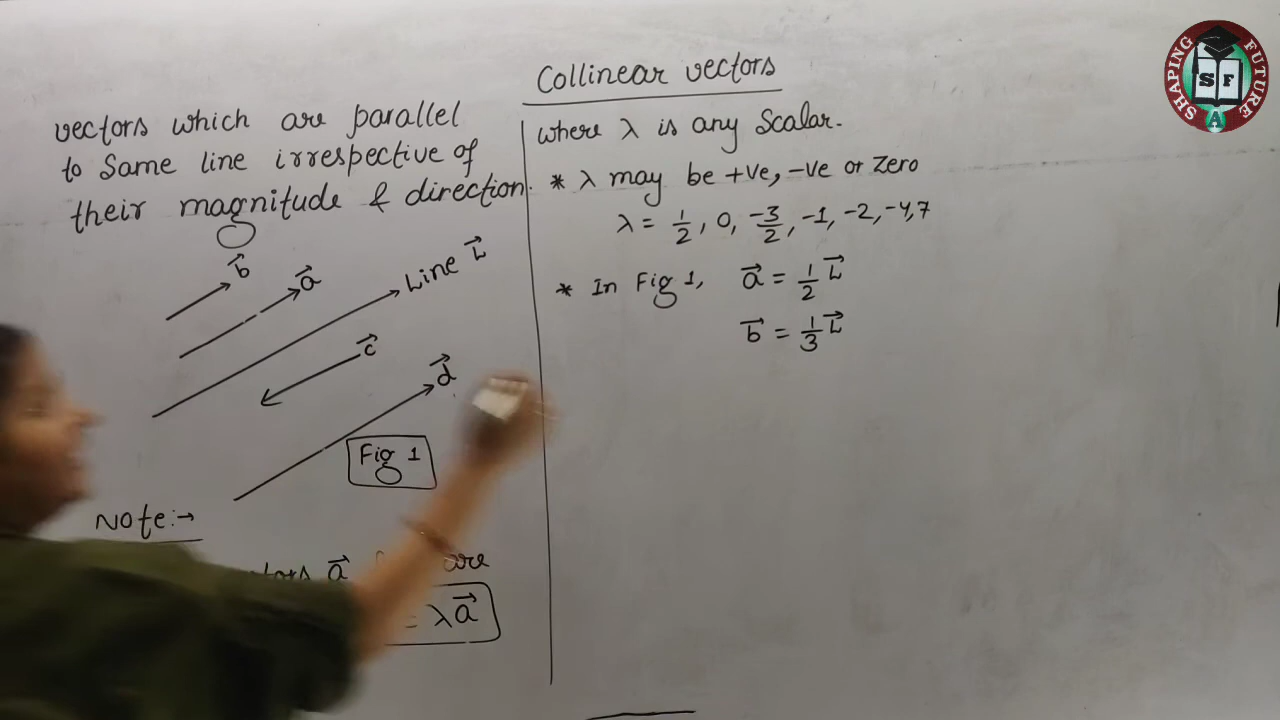 Collinear vectors
vectors which are parallel
to Same line irrespective of
their magnitude & direction.
b⃗
a⃗
Line L⃗
c⃗
d⃗
Fig 1
Note:→
a⃗ are
= λa⃗
where λ is any Scalar.
* λ may be +ve, -ve or Zero
λ = 1/2, 0, -3/2, -1, -2, -4, 7
* In Fig 1, a⃗ = 1/2 L⃗
b⃗ = 1/3 L⃗
SHAPING FUTURE
S F
A